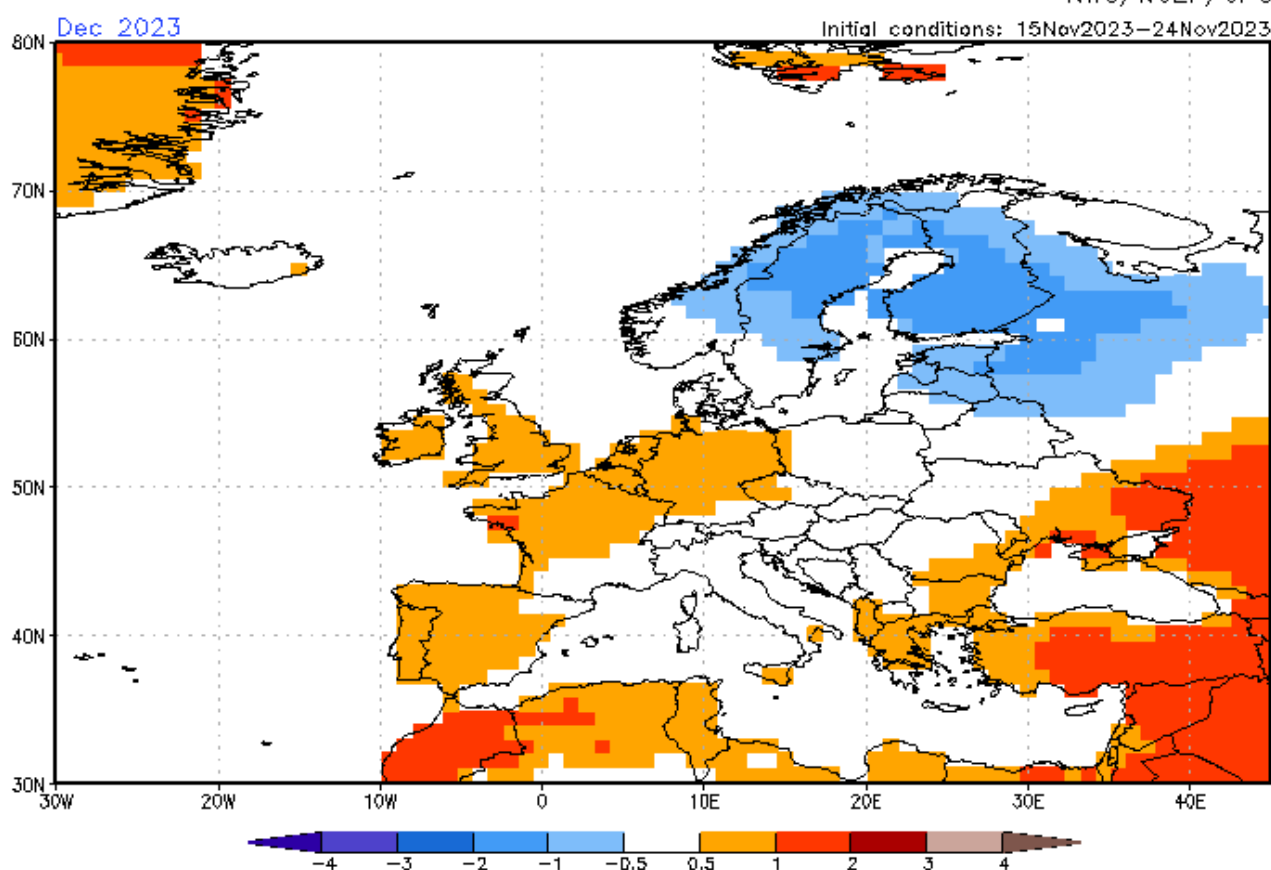 Dec 2023
Initial conditions: 15Nov2023–24Nov2023
80N
70N
60N
50N
40N
30N
30W 20W 10W 0 10E 20E 30E 40E
−4 −3 −2 −1 −0.5 0.5 1 2 3 4